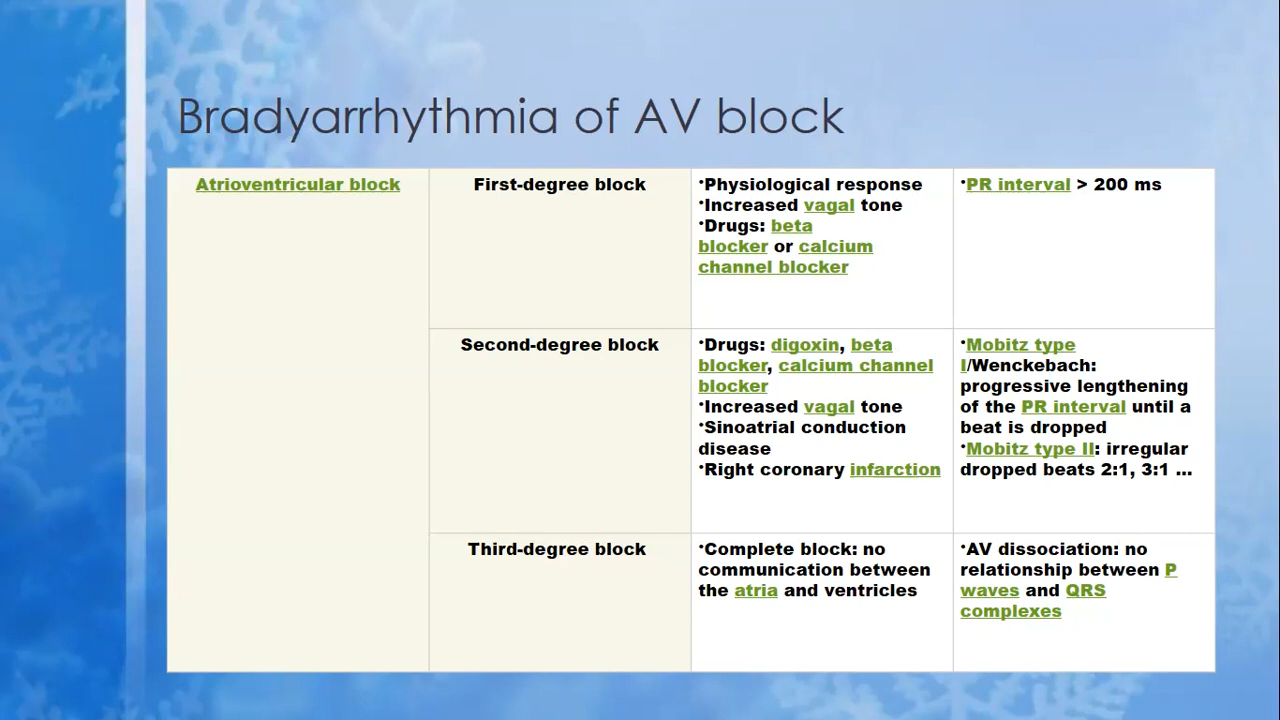 Bradyarrhythmia of AV block
Atrioventricular block
First-degree block
•Physiological response
•Increased vagal tone
•Drugs: beta
blocker or calcium
channel blocker
•PR interval > 200 ms
Second-degree block
•Drugs: digoxin, beta
blocker, calcium channel
blocker
•Increased vagal tone
•Sinoatrial conduction
disease
•Right coronary infarction
•Mobitz type
I/Wenckebach:
progressive lengthening
of the PR interval until a
beat is dropped
•Mobitz type II: irregular
dropped beats 2:1, 3:1 ...
Third-degree block
•Complete block: no
communication between
the atria and ventricles
•AV dissociation: no
relationship between P
waves and QRS
complexes